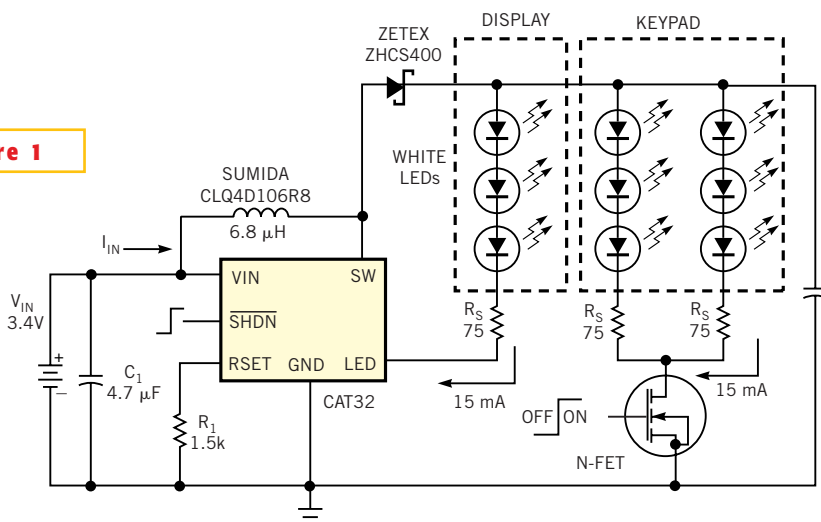 re 1
ZETEX
ZHCS400
DISPLAY
KEYPAD
WHITE
LEDs
SUMIDA
CLQ4D106R8
6.8 µH
IIN
VIN
3.4V
+
–
C1
4.7 µF
VIN
SW
SHDN
RSET
GND
LED
CAT32
R1
1.5k
RS
75
RS
75
RS
75
15 mA
15 mA
OFF
ON
N-FET